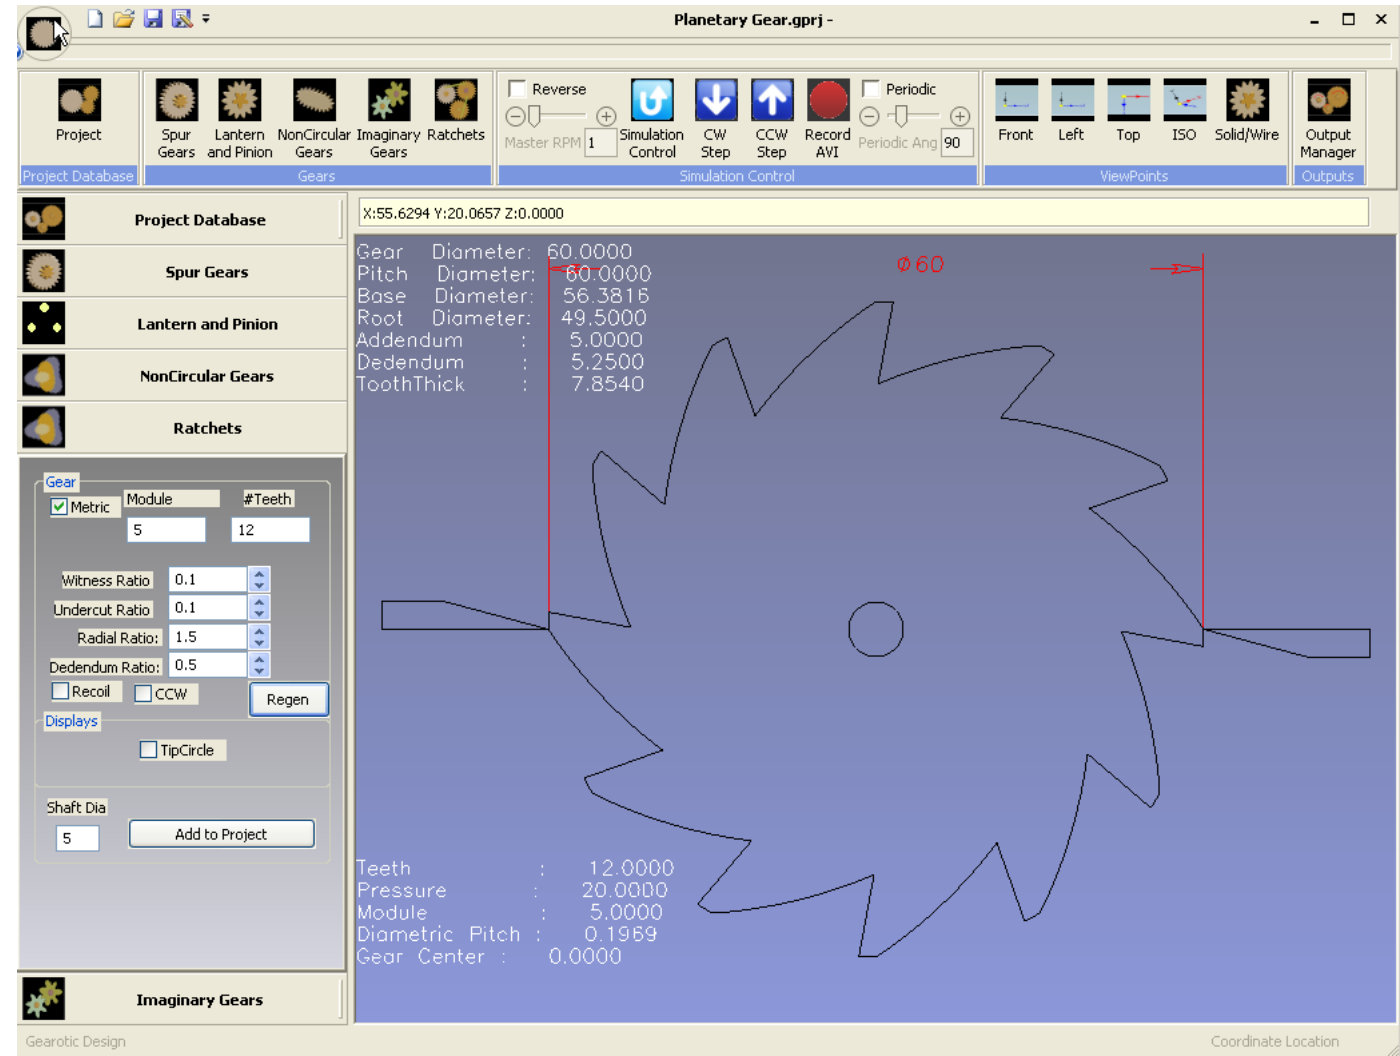 Planetary Gear.gprj -
Reverse
Periodic
Project
Spur Gears
Lantern and Pinion
NonCircular Gears
Imaginary Gears
Ratchets
Master RPM 1
Simulation Control
CW Step
CCW Step
Record AVI
Periodic Ang 90
Front
Left
Top
ISO
Solid/Wire
Output Manager
Project Database
Gears
Simulation Control
ViewPoints
Outputs
Project Database
Spur Gears
Lantern and Pinion
NonCircular Gears
Ratchets
X:55.6294 Y:20.0657 Z:0.0000
Gear Diameter: 60.0000
Pitch Diameter: 60.0000
Base Diameter: 56.3816
Root Diameter: 49.5000
Addendum : 5.0000
Dedendum : 5.2500
ToothThick : 7.8540
Ø60
Gear
Metric
Module
#Teeth
5
12
Witness Ratio 0.1
Undercut Ratio 0.1
Radial Ratio: 1.5
Dedendum Ratio: 0.5
Recoil
CCW
Regen
Displays
TipCircle
Shaft Dia
5
Add to Project
Teeth : 12.0000
Pressure : 20.0000
Module : 5.0000
Diametric Pitch : 0.1969
Gear Center : 0.0000
Imaginary Gears
Gearotic Design
Coordinate Location